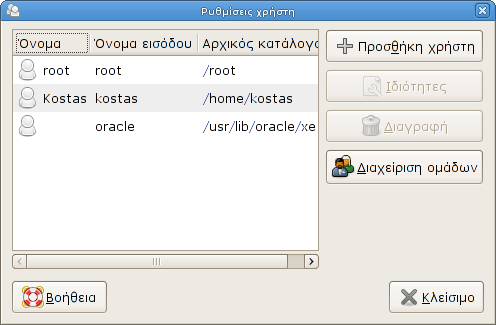 Ρυθμίσεις χρήστη
Όνομα Όνομα εισόδου Αρχικός κατάλογο
root root /root
Kostas kostas /home/kostas
oracle /usr/lib/oracle/xe
Προσθήκη χρήστη
Ιδιότητες
Διαγραφή
Διαχείριση ομάδων
Βοήθεια
Κλείσιμο